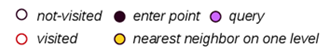 not-visited enter point query
visited nearest neighbor on one level